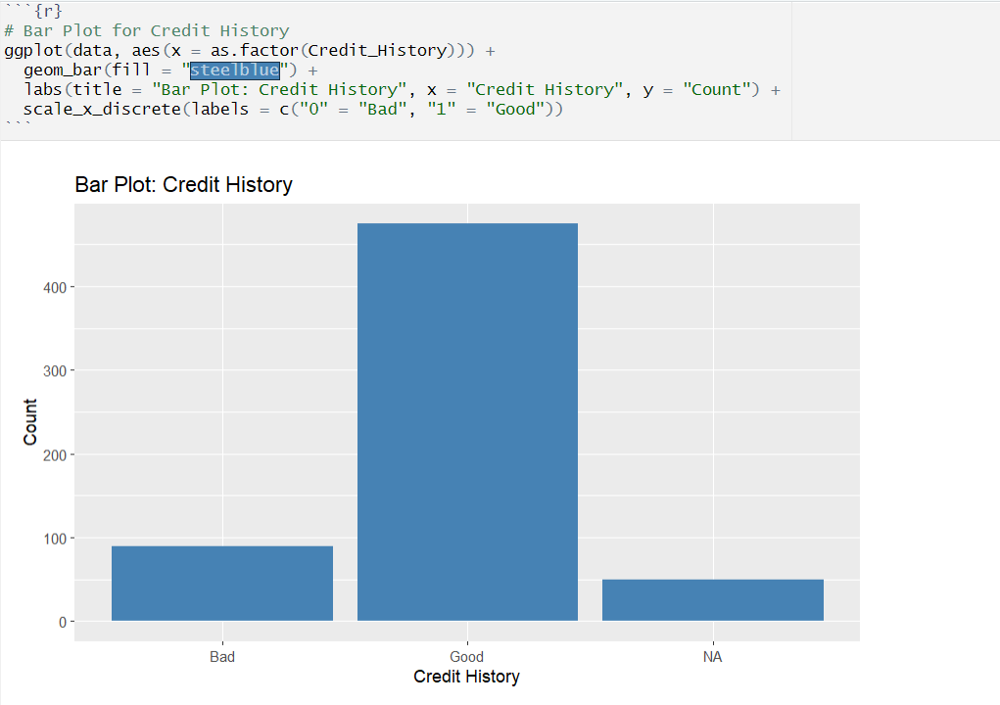 ```{r}
# Bar Plot for Credit History
ggplot(data, aes(x = as.factor(Credit_History))) +
  geom_bar(fill = "steelblue") +
  labs(title = "Bar Plot: Credit History", x = "Credit History", y = "Count") +
  scale_x_discrete(labels = c("0" = "Bad", "1" = "Good"))
```
Bar Plot: Credit History
Count
400
300
200
100
0
Bad Good NA
Credit History